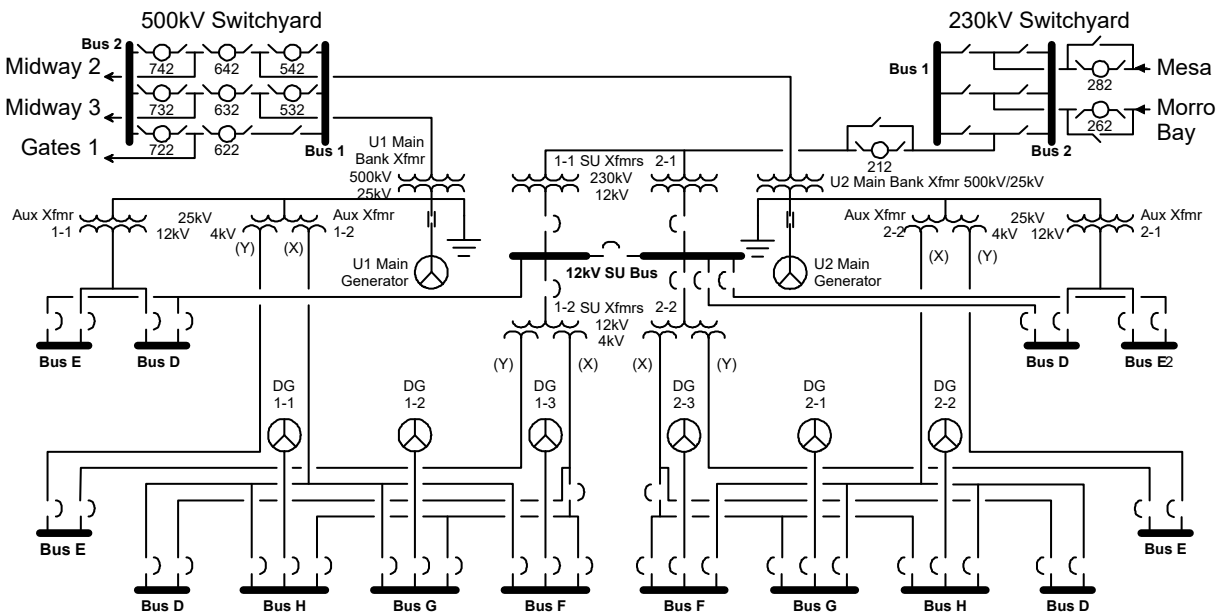 500kV Switchyard
230kV Switchyard
Bus 2
Midway 2
742
642
542
Bus 1
282
Mesa
Midway 3
732
632
532
262
Morro
Bay
Gates 1
722
622
Bus 1
Bus 2
U1 Main
Bank Xfmr
500kV
25kV
1-1 SU Xfmrs 2-1
230kV
12kV
212
U2 Main Bank Xfmr 500kV/25kV
Aux Xfmr
1-1
25kV
12kV
4kV
(Y)
(X)
Aux Xfmr
1-2
Aux Xfmr
2-2
(X)
25kV
4kV
12kV
(Y)
Aux Xfmr
2-1
U1 Main
Generator
12kV SU Bus
U2 Main
Generator
1-2 SU Xfmrs 2-2
12kV
4kV
Bus E
Bus D
(Y)
(X)
(X)
(Y)
Bus D
Bus E2
DG
1-1
DG
1-2
DG
1-3
DG
2-3
DG
2-1
DG
2-2
Bus E
Bus E
Bus D
Bus H
Bus G
Bus F
Bus F
Bus G
Bus H
Bus D